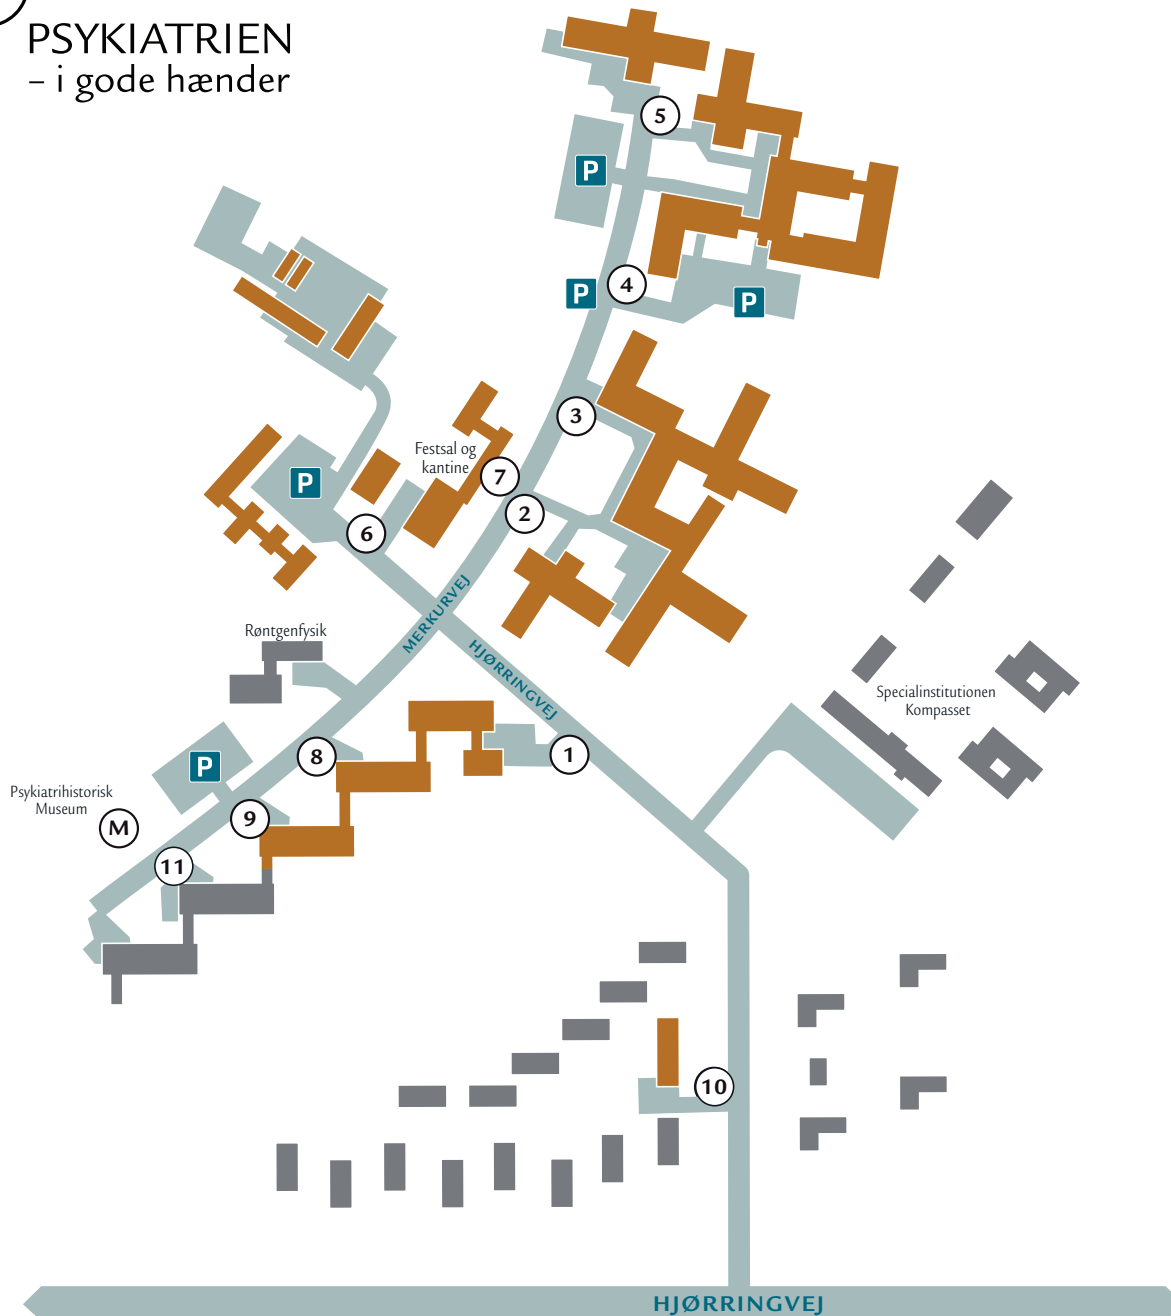 PSYKIATRIEN
– i gode hænder
5
P
4
P
P
3
Festsal og
kantine
7
P
2
6
MERKURVEJ
Røntgenfysik
HJØRRINGVEJ
Specialinstitutionen
Kompasset
8
1
P
Psykiatrihistorisk
Museum
M
9
11
10
HJØRRINGVEJ